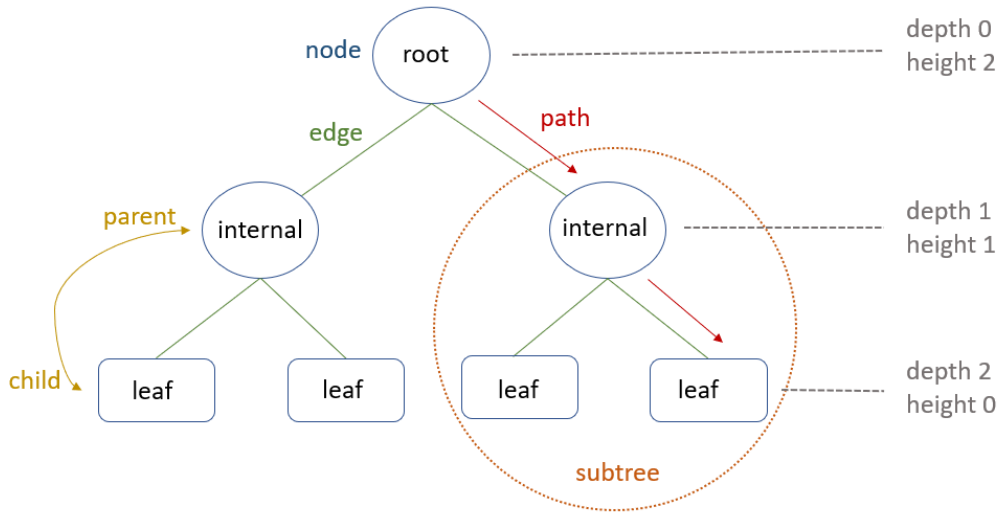 node
root
depth 0
height 2
edge
path
parent
internal
internal
depth 1
height 1
child
leaf
leaf
leaf
leaf
depth 2
height 0
subtree